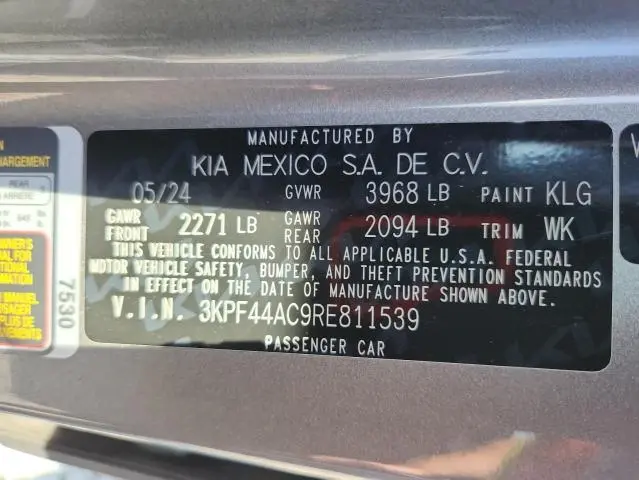 MANUFACTURED BY
KIA MEXICO S.A. DE C.V.
05/24 GVWR 3968 LB PAINT KLG
GAWR FRONT 2271 LB GAWR REAR 2094 LB TRIM WK
THIS VEHICLE CONFORMS TO ALL APPLICABLE U.S.A. FEDERAL
MOTOR VEHICLE SAFETY, BUMPER, AND THEFT PREVENTION STANDARDS
IN EFFECT ON THE DATE OF MANUFACTURE SHOWN ABOVE.
V.I.N. 3KPF44AC9RE811539
PASSENGER CAR
7530